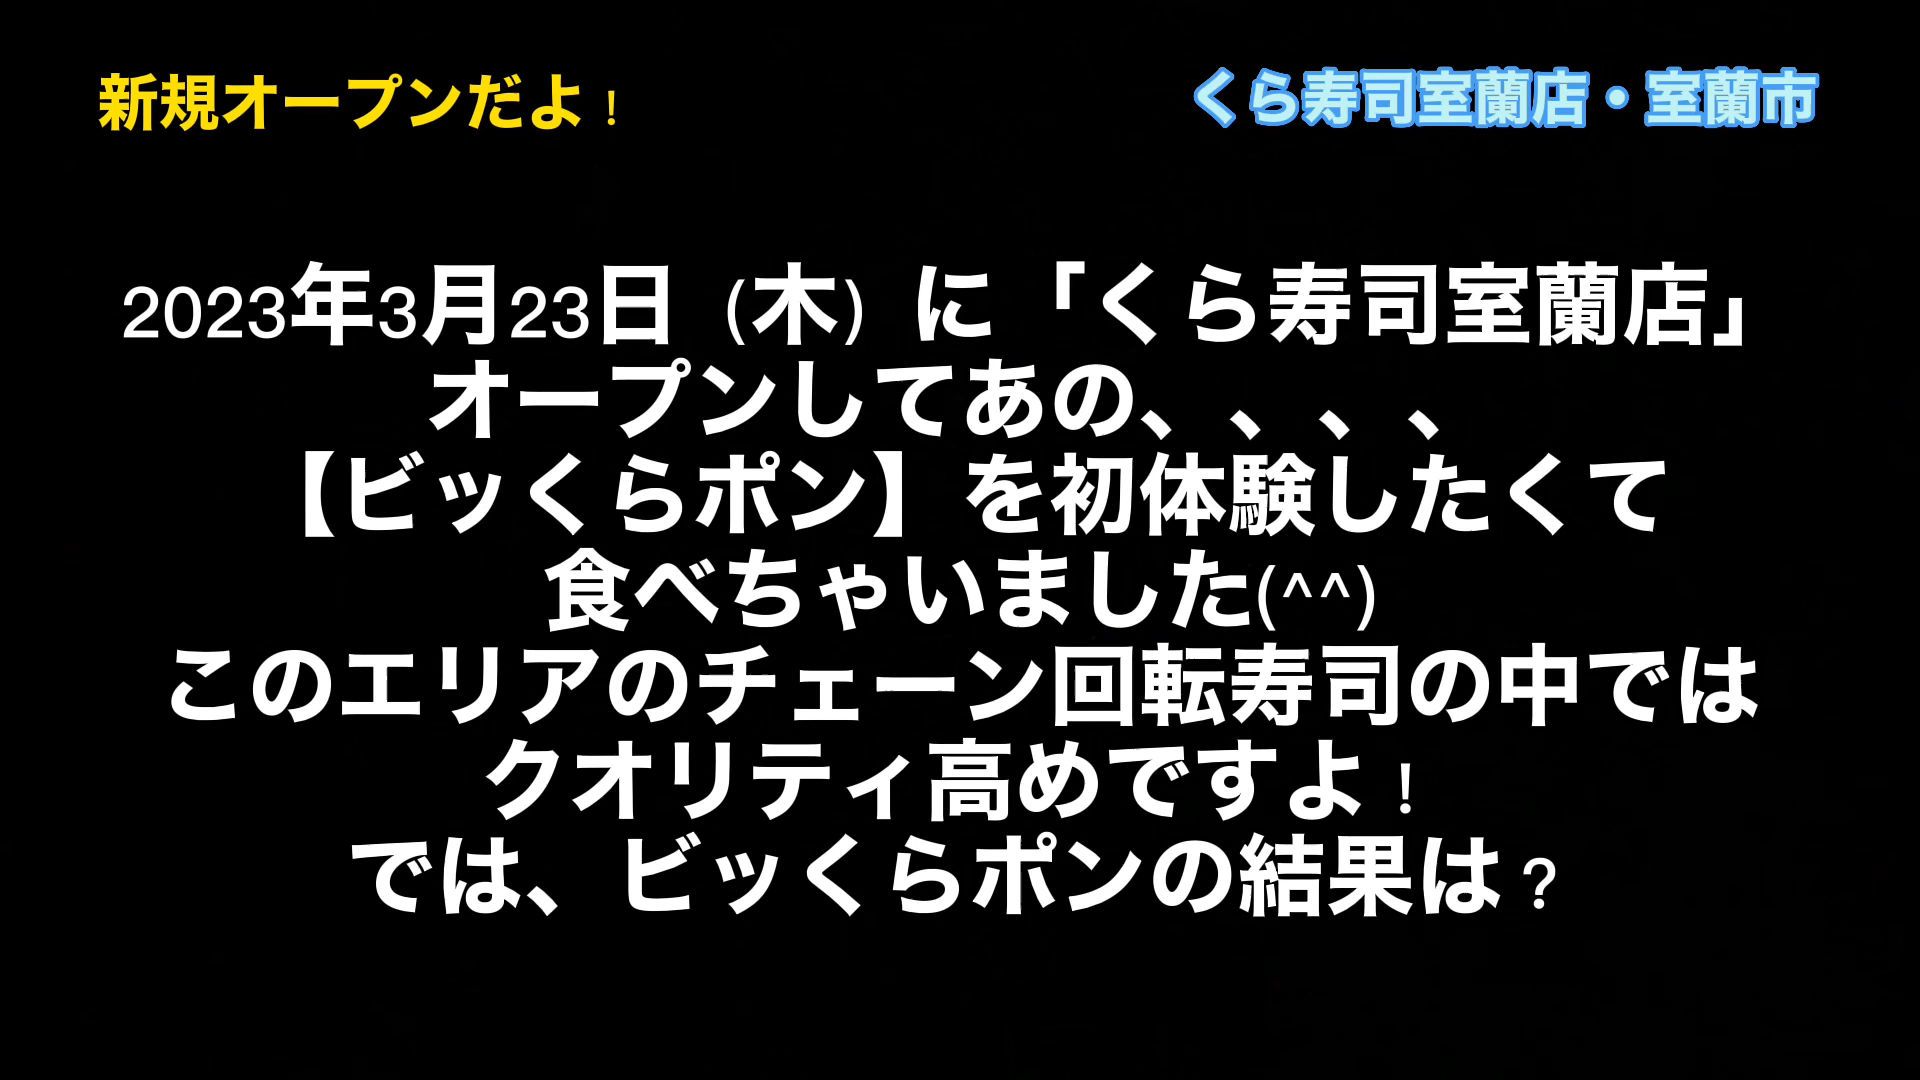 新規オープンだよ！
くら寿司室蘭店・室蘭市
2023年3月23日（木）に「くら寿司室蘭店」
オープンしてあの、、、、
【ビッくらポン】を初体験したくて
食べちゃいました(^^)
このエリアのチェーン回転寿司の中では
クオリティ高めですよ！
では、ビッくらポンの結果は？